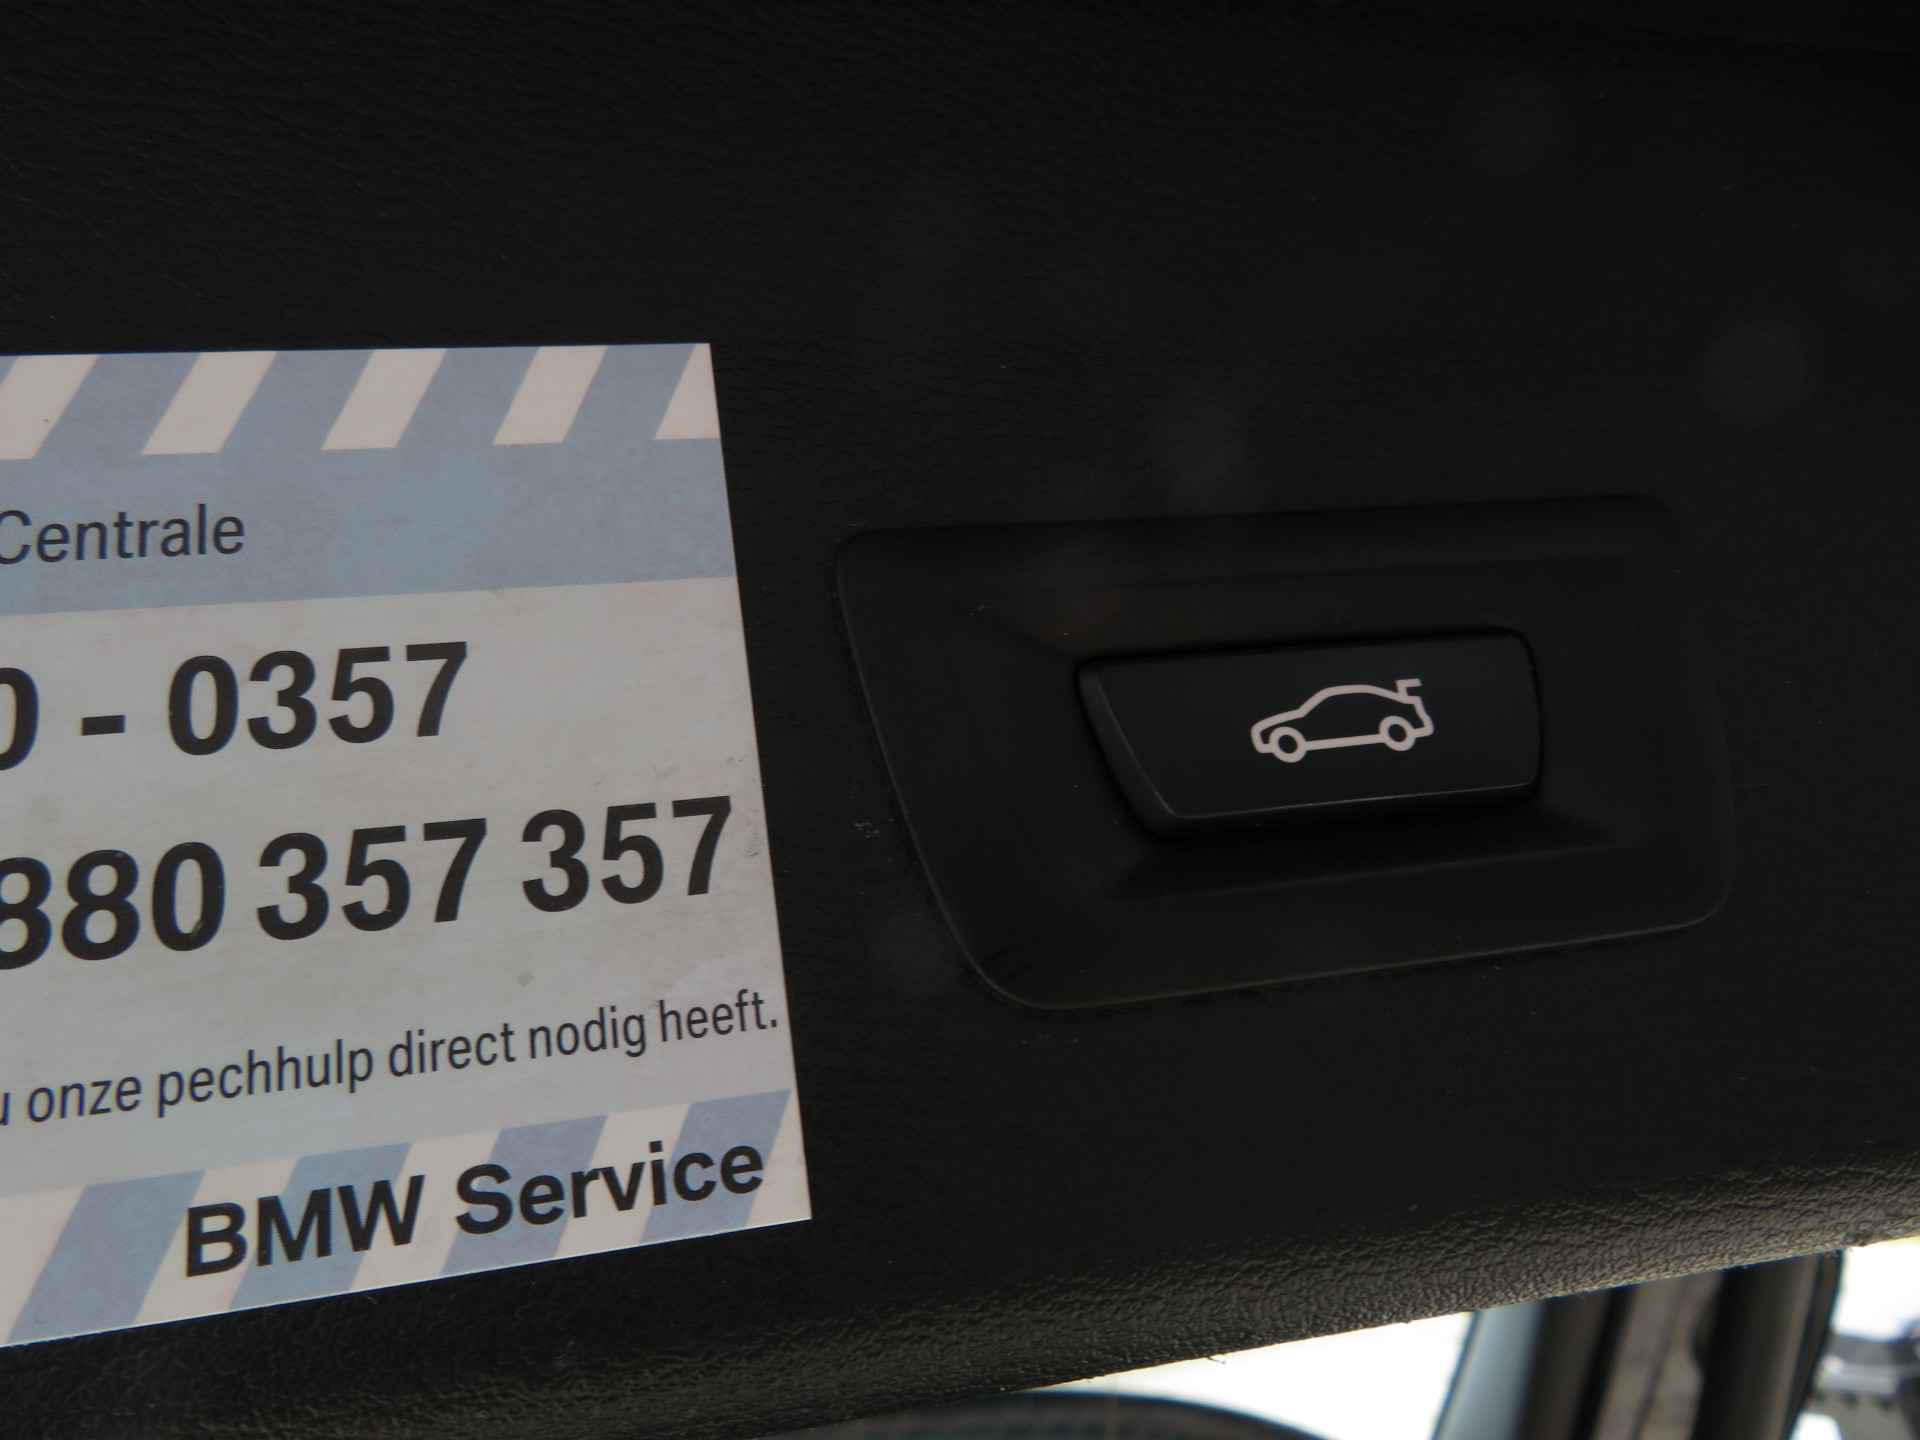 Centrale
0 - 0357
880 357 357
u onze pechhulp direct nodig heeft.
BMW Service